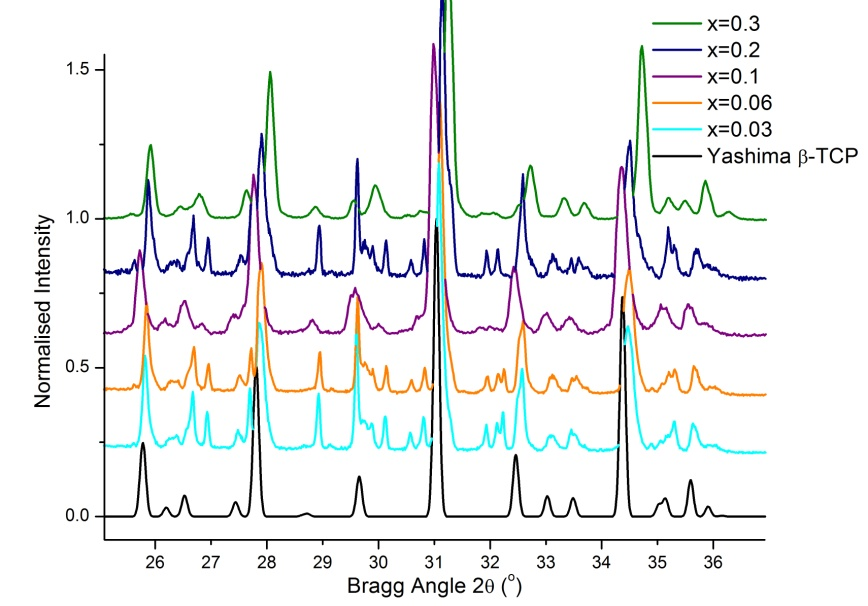 x=0.3
x=0.2
x=0.1
x=0.06
x=0.03
Yashima β-TCP
1.5
1.0
0.5
0.0
Normalised Intensity
26 27 28 29 30 31 32 33 34 35 36
Bragg Angle 2θ (°)